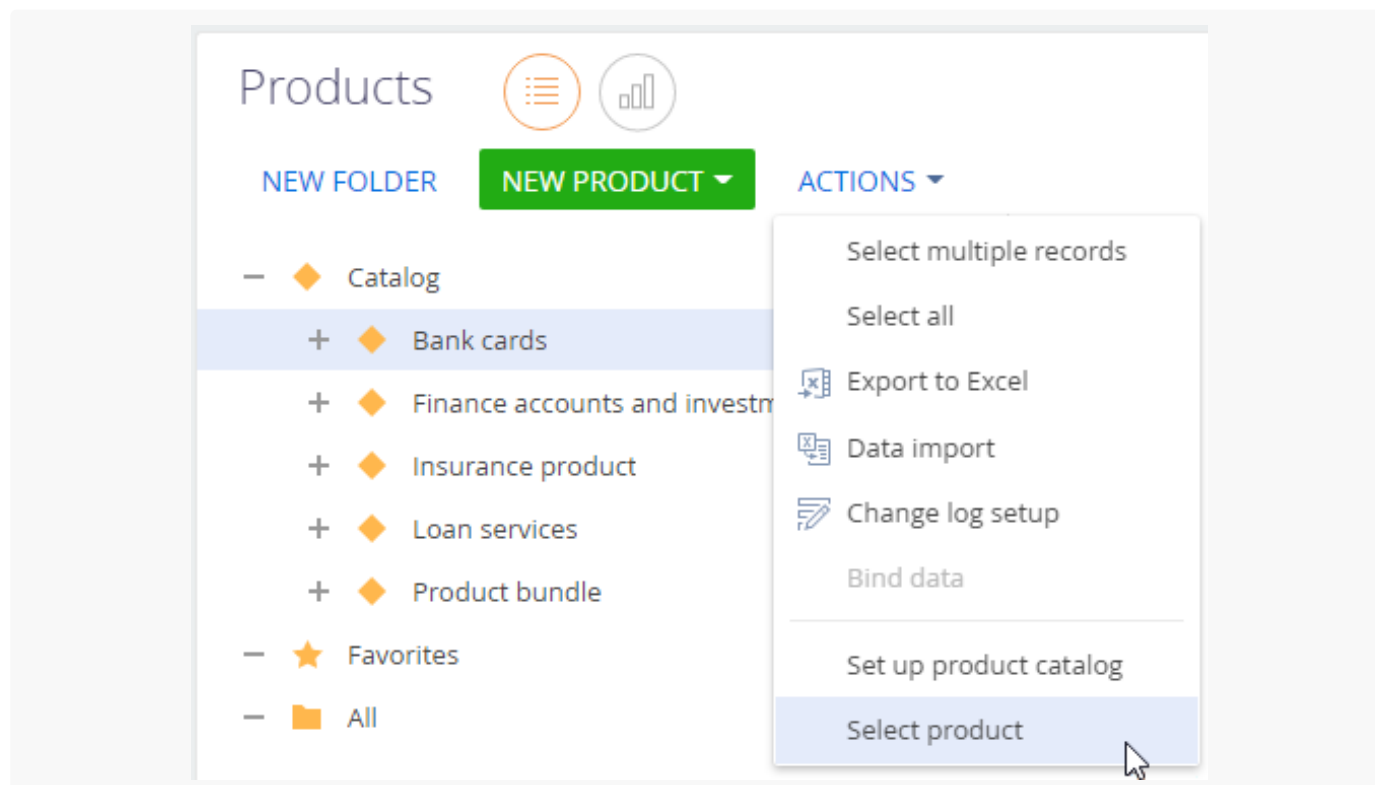 Products
NEW FOLDER
NEW PRODUCT
ACTIONS
Catalog
Bank cards
Finance accounts and investm
Insurance product
Loan services
Product bundle
Favorites
All
Select multiple records
Select all
Export to Excel
Data import
Change log setup
Bind data
Set up product catalog
Select product